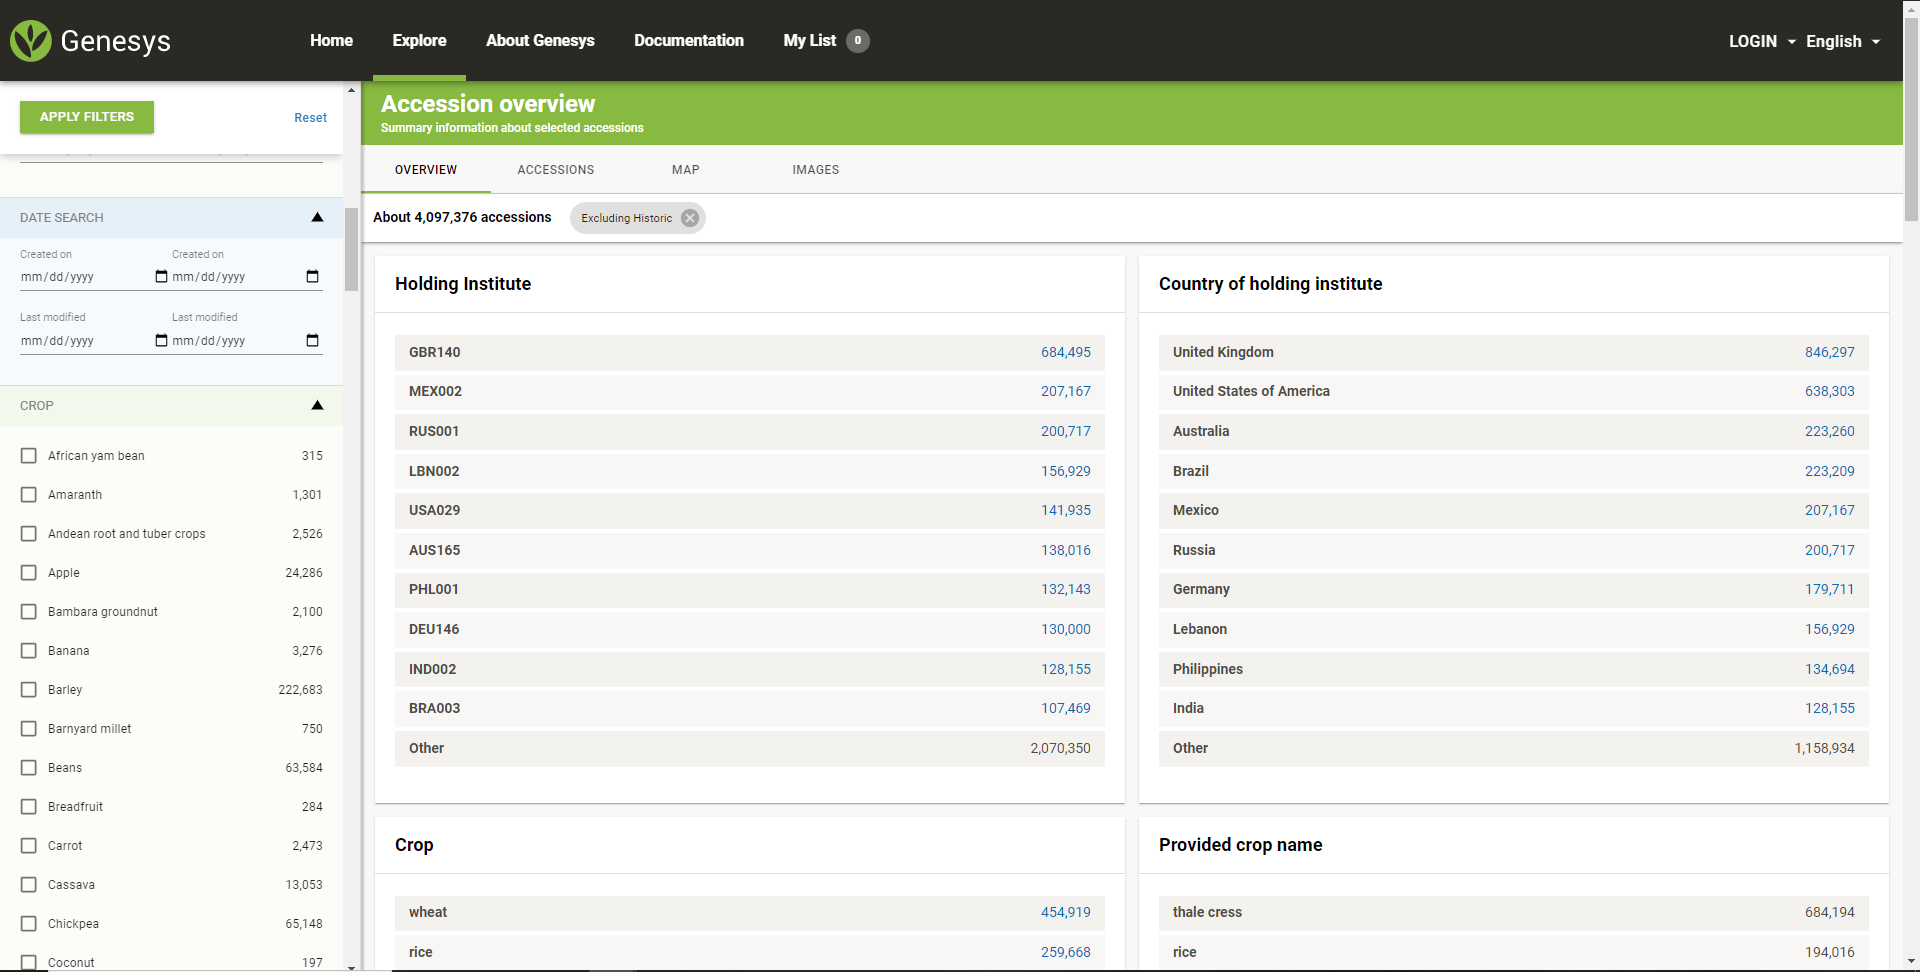 Genesys
Home
Explore
About Genesys
Documentation
My List 0
LOGIN
English
APPLY FILTERS
Reset
DATE SEARCH
Created on Created on
mm/dd/yyyy mm/dd/yyyy
Last modified Last modified
mm/dd/yyyy mm/dd/yyyy
CROP
African yam bean 315
Amaranth 1,301
Andean root and tuber crops 2,526
Apple 24,286
Bambara groundnut 2,100
Banana 3,276
Barley 222,683
Barnyard millet 750
Beans 63,584
Breadfruit 284
Carrot 2,473
Cassava 13,053
Chickpea 65,148
Coconut 197
Accession overview
Summary information about selected accessions
OVERVIEW ACCESSIONS MAP IMAGES
About 4,097,376 accessions Excluding Historic
Holding Institute
GBR140 684,495
MEX002 207,167
RUS001 200,717
LBN002 156,929
USA029 141,935
AUS165 138,016
PHL001 132,143
DEU146 130,000
IND002 128,155
BRA003 107,469
Other 2,070,350
Country of holding institute
United Kingdom 846,297
United States of America 638,303
Australia 223,260
Brazil 223,209
Mexico 207,167
Russia 200,717
Germany 179,711
Lebanon 156,929
Philippines 134,694
India 128,155
Other 1,158,934
Crop
wheat 454,919
rice 259,668
Provided crop name
thale cress 684,194
rice 194,016